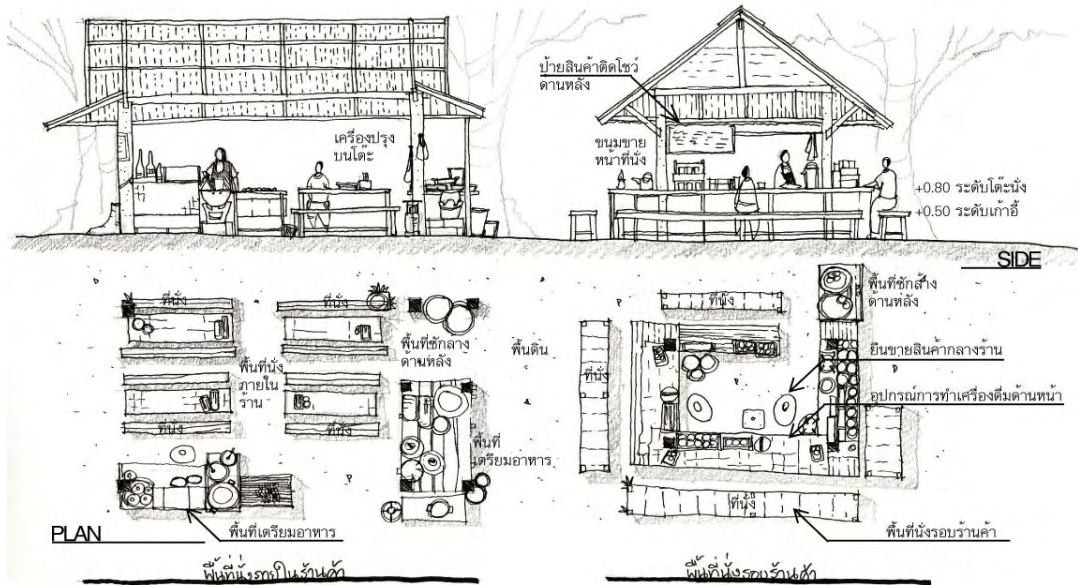 ป้ายสินค้าติดโชว์
ด้านหลัง
เครื่องปรุง
บนโต๊ะ
ขนมขาย
หน้าที่นั่ง
+0.80 ระดับโต๊ะนั่ง
+0.50 ระดับเก้าอี้
SIDE
ที่นั่ง
ที่นั่ง
พื้นที่ซักล้าง
ด้านหลัง
พื้นที่นั่ง
ภายใน
ร้าน
ที่นั่ง
ที่นั่ง
พื้นที่
เตรียมอาหาร
พื้นดิน
ที่นั่ง
ที่นั่ง
พื้นที่ซักล้าง
ด้านหลัง
ยืนขายสินค้ากลางร้าน
อุปกรณ์การทำเครื่องดื่มด้านหน้า
ที่นั่ง
PLAN
พื้นที่เตรียมอาหาร
พื้นที่นั่งรอบร้านค้า
พื้นที่นั่งภายในร้านค้า
พื้นที่นั่งรอบร้านค้า